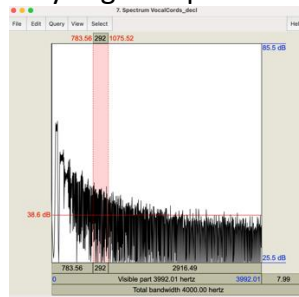 7. Spectrum VocalCords_decl
File Edit Query View Select Hel
783.56 292 1075.52
85.5 dB
38.6 dB
25.5 dB
783.56 292 2916.49
0 Visible part 3992.01 hertz 3992.01 7.99
Total bandwidth 4000.00 hertz